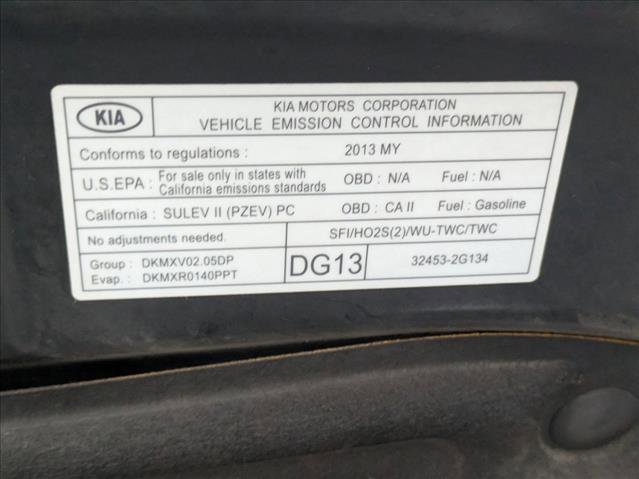 KIA
KIA MOTORS CORPORATION
VEHICLE EMISSION CONTROL INFORMATION
Conforms to regulations : 2013 MY
U.S.EPA : For sale only in states with California emissions standards OBD : N/A Fuel : N/A
California : SULEV II (PZEV) PC OBD : CA II Fuel : Gasoline
No adjustments needed. SFI/HO2S(2)/WU-TWC/TWC
Group : DKMXV02.05DP
Evap. : DKMXR0140PPT
DG13
32453-2G134